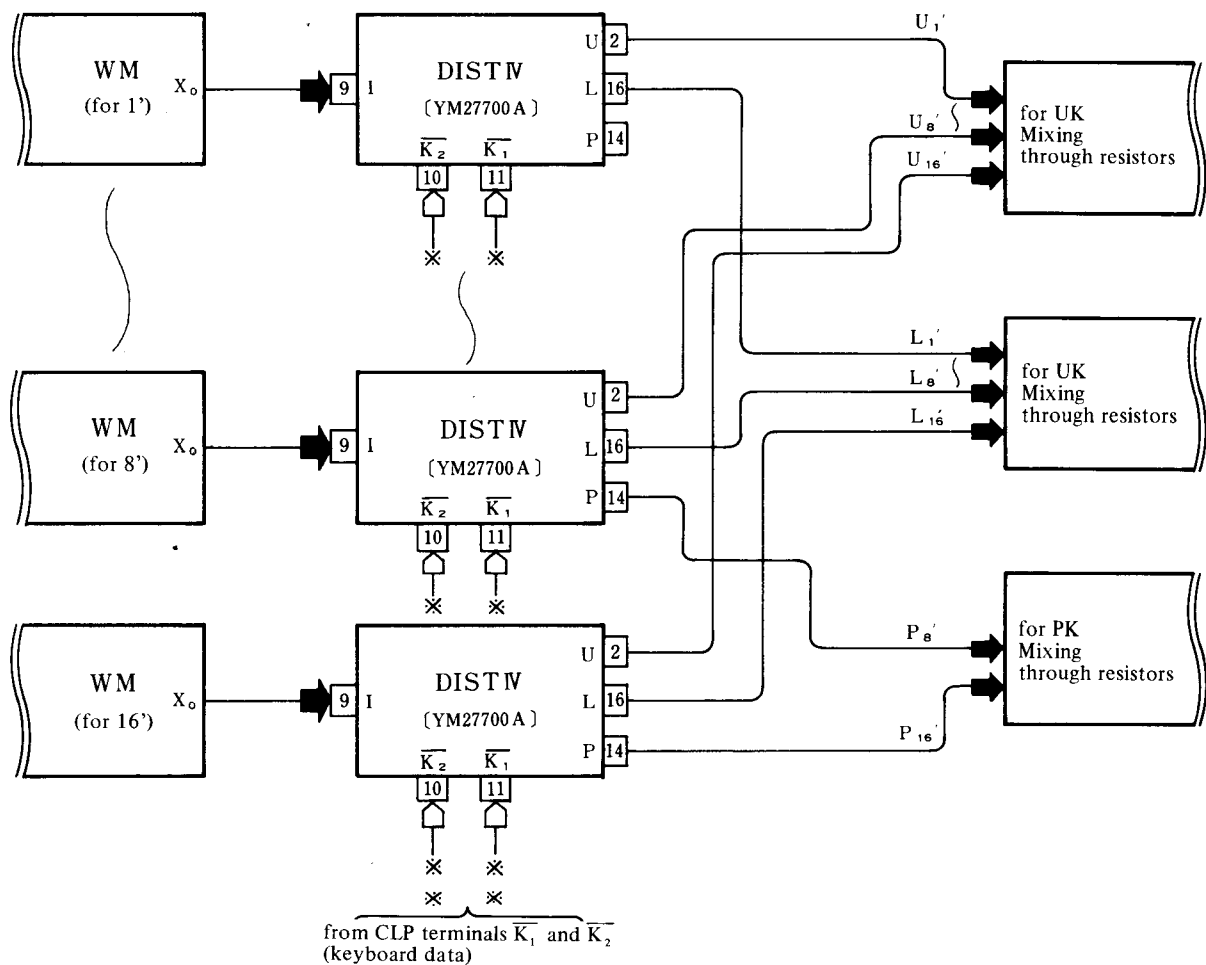 WM
(for 1')
X₀
9
I
DIST Ⅳ
〔YM27700A〕
U
2
L
16
P
14
K̅₂
K̅₁
10
11
※
※
U₁'
U₈'
U₁₆'
for UK
Mixing
through resistors
WM
(for 8')
X₀
9
I
DIST Ⅳ
〔YM27700A〕
U
2
L
16
P
14
K̅₂
K̅₁
10
11
※
※
L₁'
L₈'
L₁₆'
for UK
Mixing
through resistors
WM
(for 16')
X₀
9
I
DIST Ⅳ
〔YM27700A〕
U
2
L
16
P
14
K̅₂
K̅₁
10
11
※
※
※
※
P₈'
P₁₆'
for PK
Mixing
through resistors
from CLP terminals K̅₁ and K̅₂
(keyboard data)